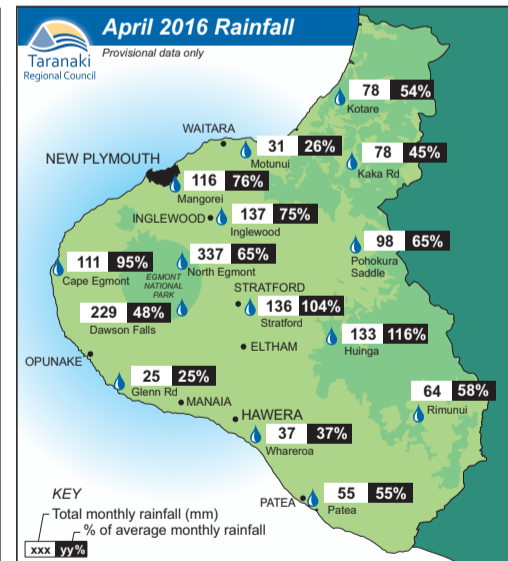 April 2016 Rainfall
Provisional data only
Taranaki
Regional Council
78 54%
Kotare
WAITARA
31 26%
Motunui
NEW PLYMOUTH
78 45%
Kaka Rd
116 76%
Mangorei
INGLEWOOD
137 75%
Inglewood
98 65%
Pohokura
Saddle
111 95%
Cape Egmont
337 65%
North Egmont
EGMONT
NATIONAL
PARK
STRATFORD
229 48%
Dawson Falls
136 104%
Stratford
133 116%
Huinga
ELTHAM
OPUNAKE
25 25%
Glenn Rd
MANAIA
64 58%
Rimunui
HAWERA
37 37%
Whareroa
PATEA
55 55%
Patea
KEY
Total monthly rainfall (mm)
% of average monthly rainfall
xxx yy%